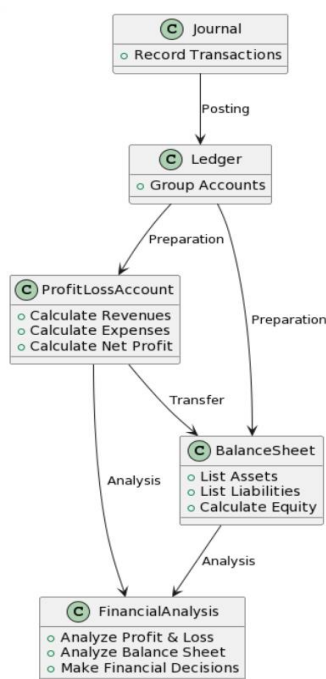 C Journal
Record Transactions
Posting
C Ledger
Group Accounts
Preparation
C ProfitLossAccount
Calculate Revenues
Calculate Expenses
Calculate Net Profit
Preparation
Transfer
C BalanceSheet
List Assets
List Liabilities
Calculate Equity
Analysis
Analysis
C FinancialAnalysis
Analyze Profit & Loss
Analyze Balance Sheet
Make Financial Decisions